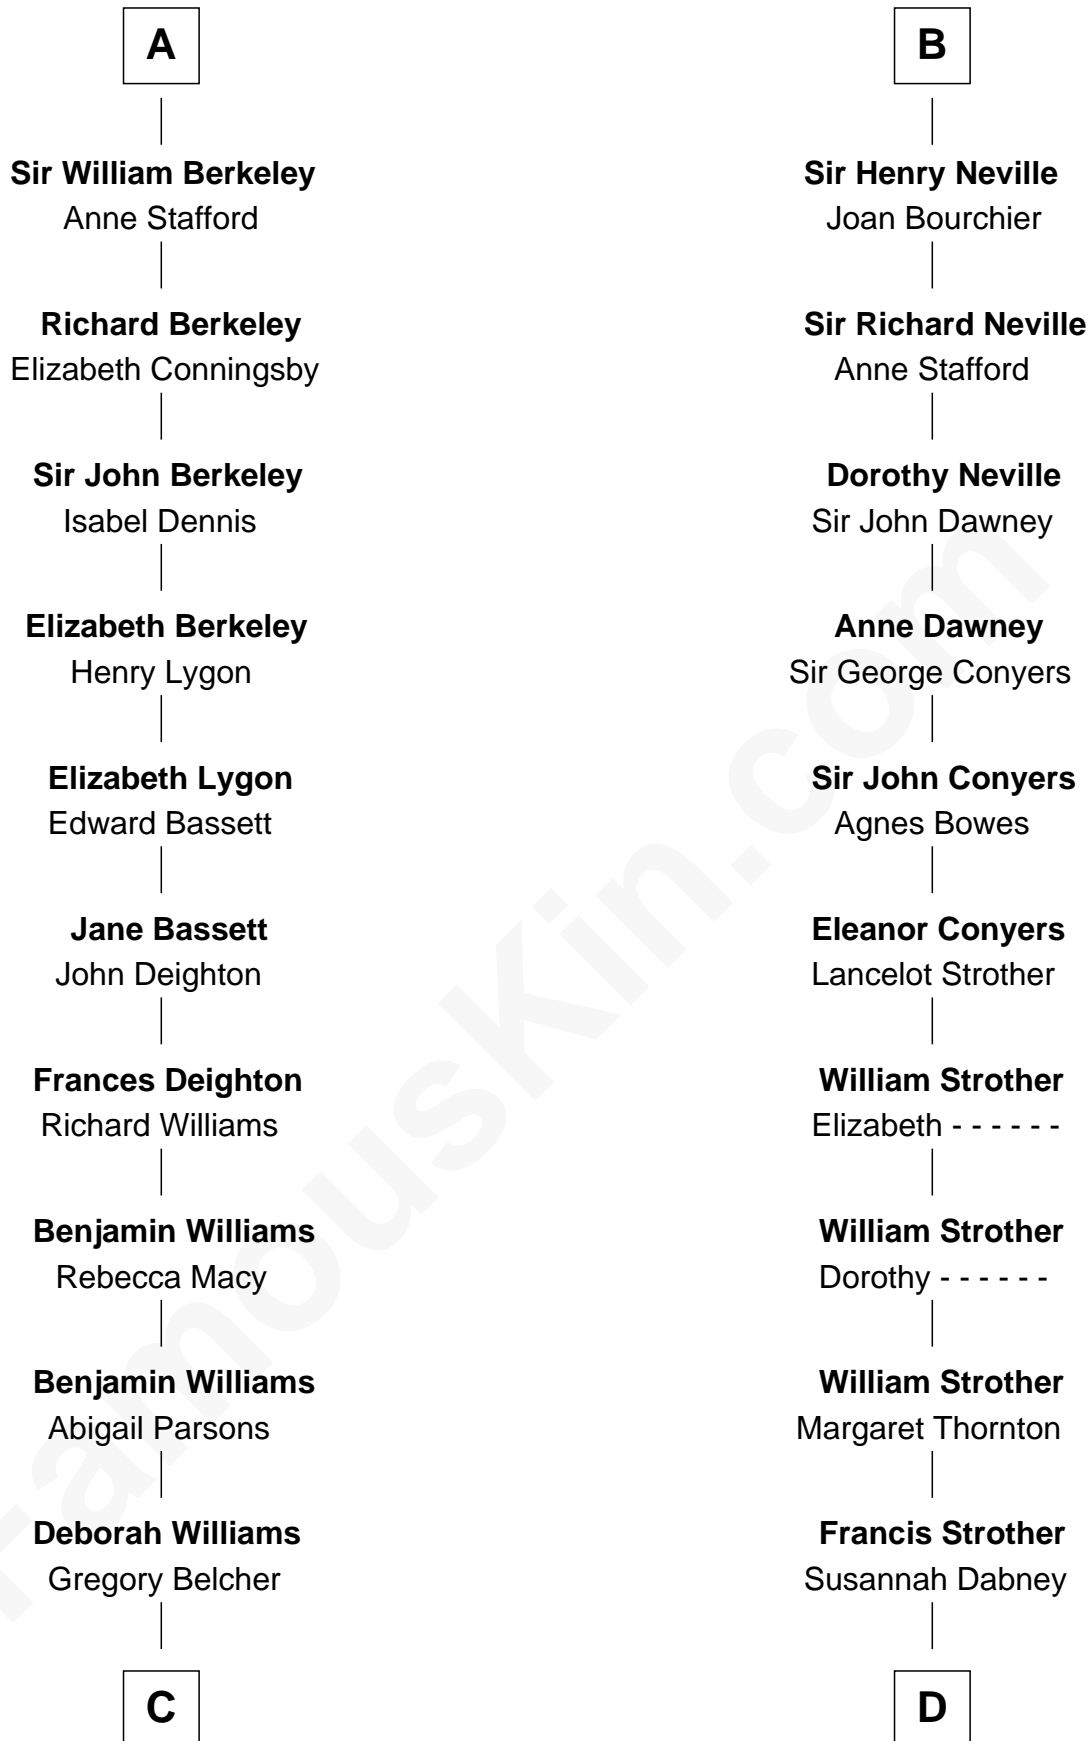 A
Sir William Berkeley
Anne Stafford
Richard Berkeley
Elizabeth Conningsby
Sir John Berkeley
Isabel Dennis
Elizabeth Berkeley
Henry Lygon
Elizabeth Lygon
Edward Bassett
Jane Bassett
John Deighton
Frances Deighton
Richard Williams
Benjamin Williams
Rebecca Macy
Benjamin Williams
Abigail Parsons
Deborah Williams
Gregory Belcher
C
B
Sir Henry Neville
Joan Bourchier
Sir Richard Neville
Anne Stafford
Dorothy Neville
Sir John Dawney
Anne Dawney
Sir George Conyers
Sir John Conyers
Agnes Bowes
Eleanor Conyers
Lancelot Strother
William Strother
Elizabeth - - - - - -
William Strother
Dorothy - - - - - -
William Strother
Margaret Thornton
Francis Strother
Susannah Dabney
D
FamousKin.com